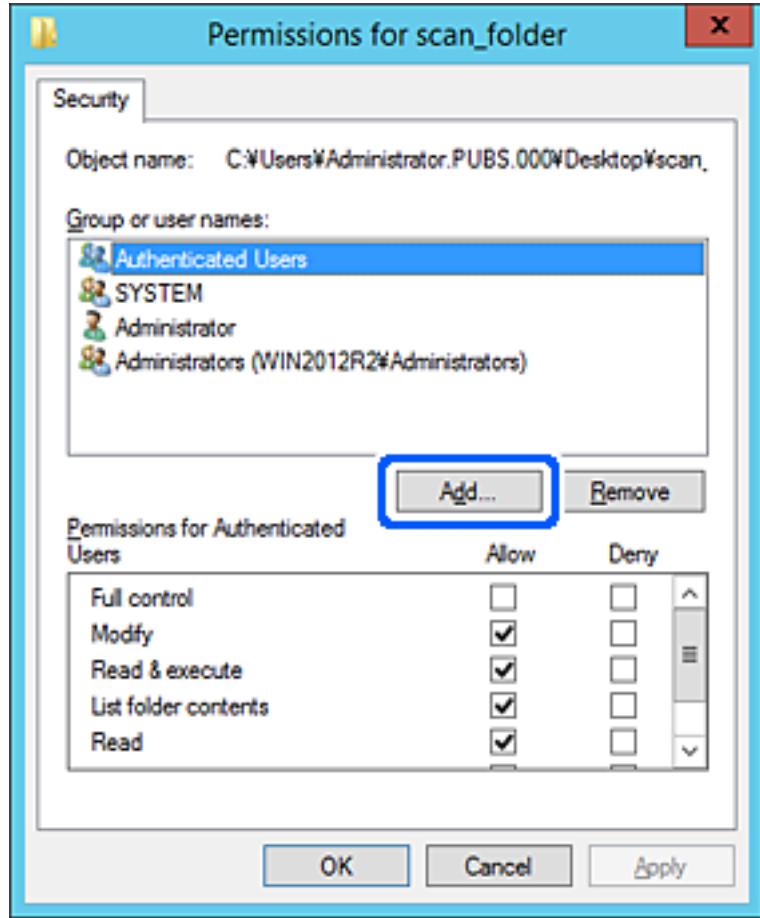 Permissions for scan_folder
x
Security
Object name: C:¥Users¥Administrator.PUBS.000¥Desktop¥scan_
Group or user names:
Authenticated Users
SYSTEM
Administrator
Administrators (WIN2012R2¥Administrators)
Add... Remove
Permissions for Authenticated
Users Allow Deny
Full control
Modify
Read & execute
List folder contents
Read
OK Cancel Apply